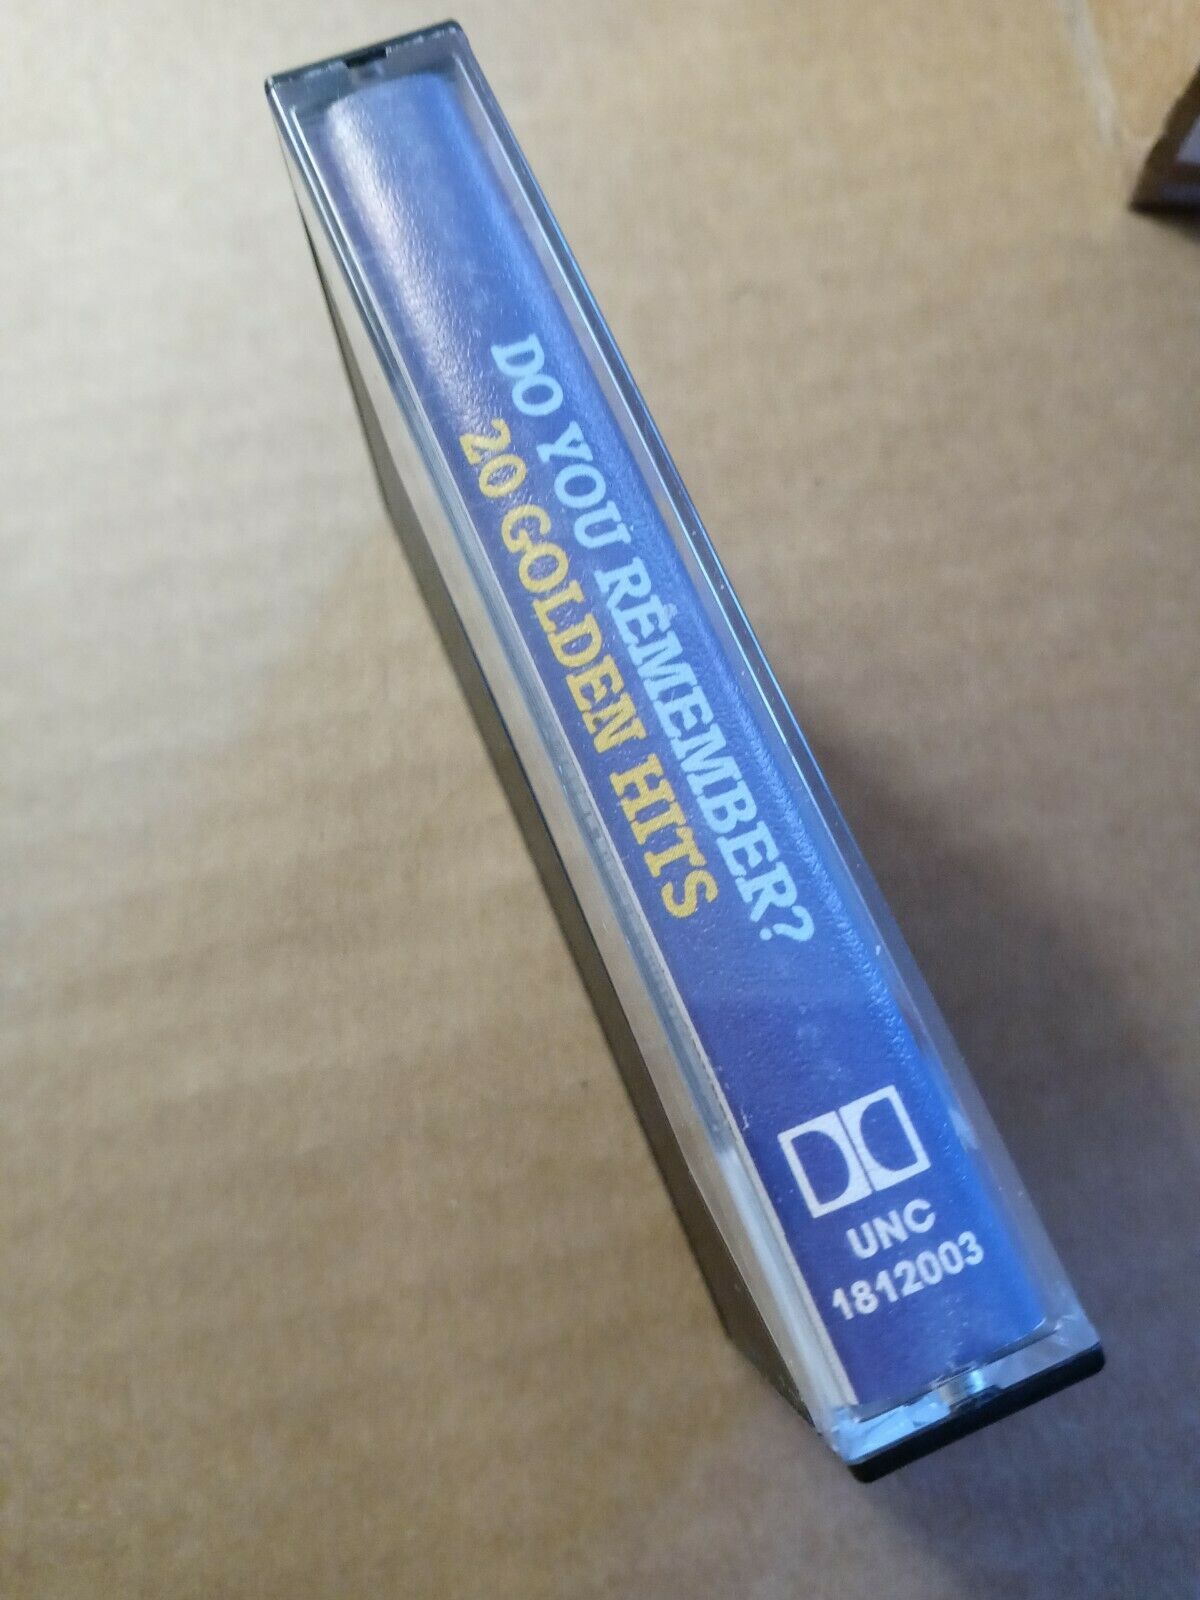 DO YOU REMEMBER?
20 GOLDEN HITS
UNC
1812003